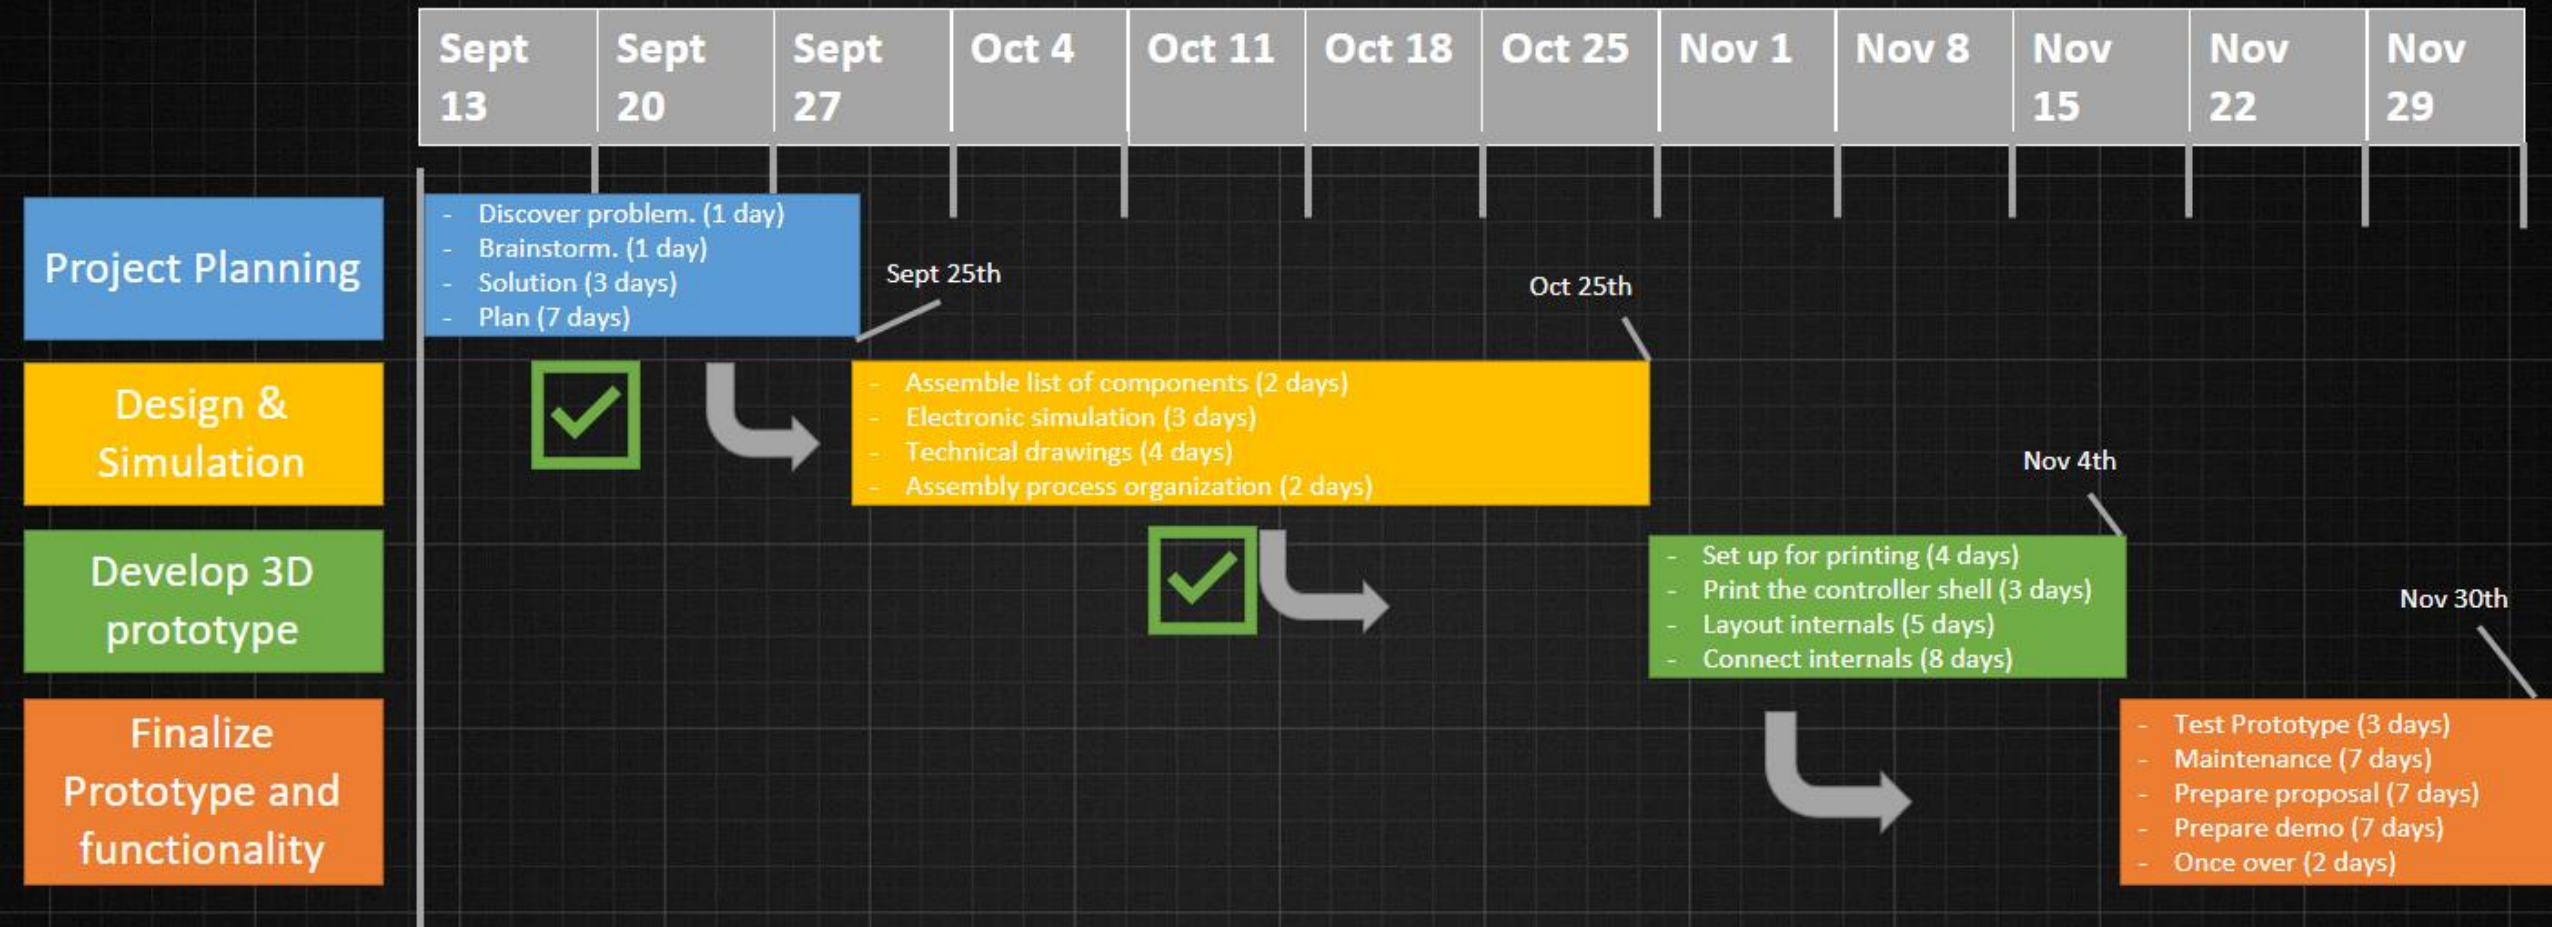 Sept 13
Sept 20
Sept 27
Oct 4
Oct 11
Oct 18
Oct 25
Nov 1
Nov 8
Nov 15
Nov 22
Nov 29
Project Planning
- Discover problem. (1 day)
- Brainstorm. (1 day)
- Solution (3 days)
- Plan (7 days)
Sept 25th
Oct 25th
Design &
Simulation
- Assemble list of components (2 days)
- Electronic simulation (3 days)
- Technical drawings (4 days)
- Assembly process organization (2 days)
Nov 4th
Develop 3D
prototype
- Set up for printing (4 days)
- Print the controller shell (3 days)
- Layout internals (5 days)
- Connect internals (8 days)
Nov 30th
Finalize
Prototype and
functionality
- Test Prototype (3 days)
- Maintenance (7 days)
- Prepare proposal (7 days)
- Prepare demo (7 days)
- Once over (2 days)